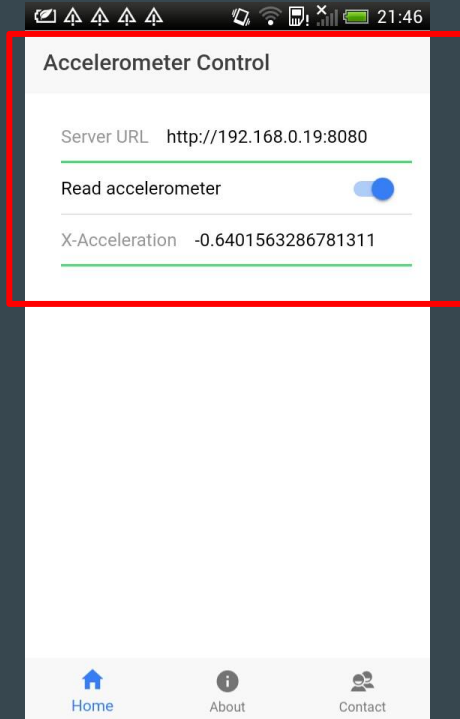 21:46
Accelerometer Control
Server URL http://192.168.0.19:8080
Read accelerometer
X-Acceleration -0.6401563286781311
Home About Contact